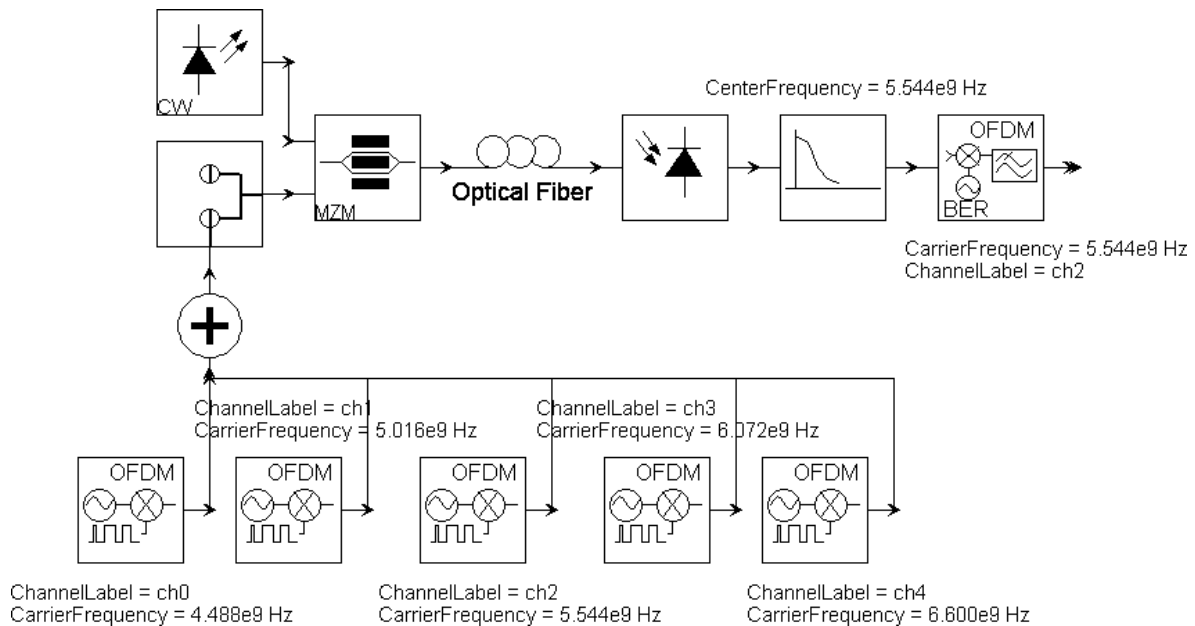 CW
CenterFrequency = 5.544e9 Hz
MZM
Optical Fiber
OFDM
BER
CarrierFrequency = 5.544e9 Hz
ChannelLabel = ch2
ChannelLabel = ch1
CarrierFrequency = 5.016e9 Hz
ChannelLabel = ch3
CarrierFrequency = 6.072e9 Hz
OFDM
OFDM
OFDM
OFDM
OFDM
ChannelLabel = ch0
CarrierFrequency = 4.488e9 Hz
ChannelLabel = ch2
CarrierFrequency = 5.544e9 Hz
ChannelLabel = ch4
CarrierFrequency = 6.600e9 Hz